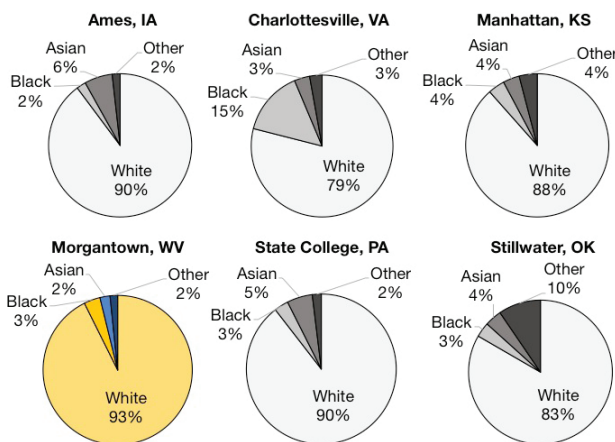 Ames, IA
Asian
6%
Other
2%
Black
2%
White
90%
Charlottesville, VA
Asian
3%
Other
3%
Black
15%
White
79%
Manhattan, KS
Asian
4%
Other
4%
Black
4%
White
88%
Morgantown, WV
Asian
2%
Other
2%
Black
3%
White
93%
State College, PA
Asian
5%
Other
2%
Black
3%
White
90%
Stillwater, OK
Asian
4%
Other
10%
Black
3%
White
83%